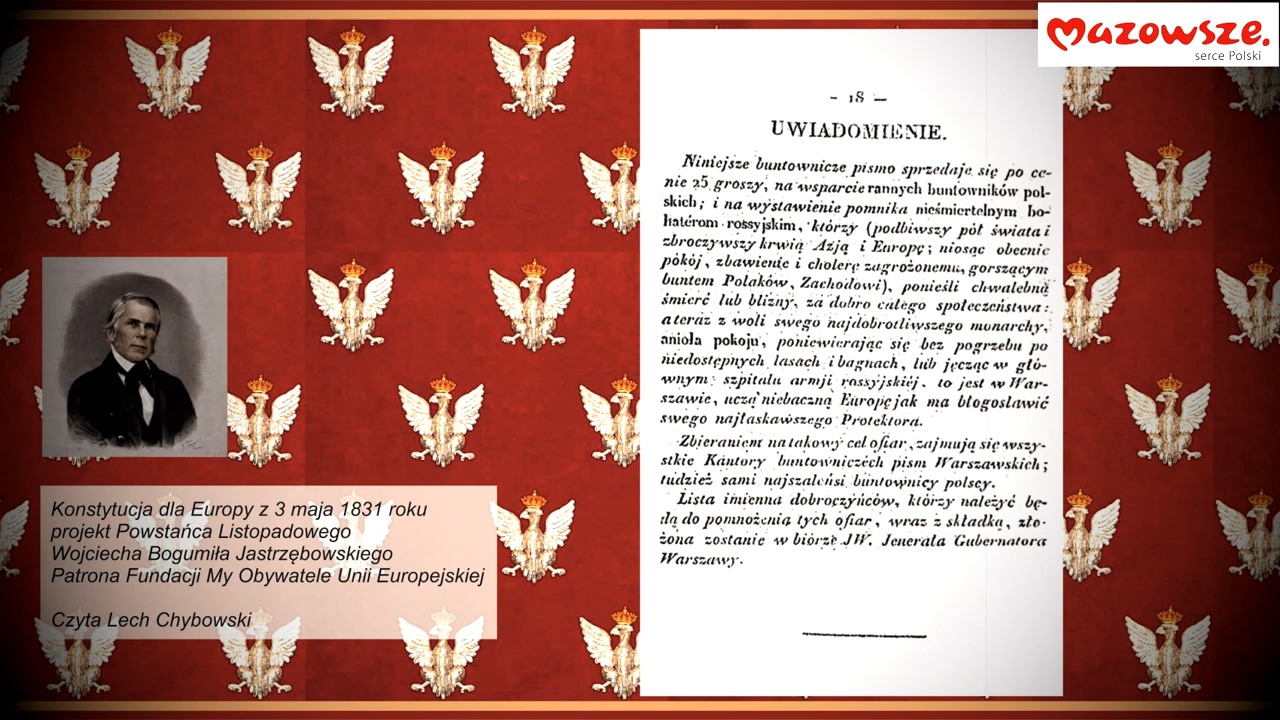 Mazowsze.
serce Polski
- 18 -
UWIADOMIENIE.
Niniejsze buntownicze pismo sprzedaje się po ce-
nie 25 groszy, na wsparcie rannych buntowników pol-
skich; i na wystawienie pomnika nieśmiertelnym bo-
hatérom rossyjskim, którzy (podbiwszy pół świata i
zbroczywszy krwią Azją i Europę; niosąc obecnie
pokój, zbawienie i cholerę zagrożonemu, gorszącym
buntem Polaków, Zachodowi), ponieśli chwalebną
śmierć lub blizny, za dobro całego społeczeństwa:
a teraz z woli swego najdobrotliwszego monarchy,
anioła pokoju, poniewierając się bez pogrzebu po
niedostępnych lasach i bagnach, lub jęcząc w głó-
wnym szpitalu armji rossyjskiéj, to jest w War-
szawie, uczą niebaczną Europę jak ma błogosławić
swego najłaskawszego Protektora.
Zbieraniem na takowy cel ofiar, zajmują się wszy-
stkie Kantory buntowniczéch pism Warszawskich;
tudzież sami najszaleńsi buntownicy polscy.
Lista imienna dobroczyńców, którzy należyć bę-
dą do pomnożenia tych ofiar, wraz z składką, zło-
żona zostanie w biórze JW. Jenerała Gubernatora
Warszawy.
Konstytucja dla Europy z 3 maja 1831 roku
projekt Powstańca Listopadowego
Wojciecha Bogumiła Jastrzębowskiego
Patrona Fundacji My Obywatele Unii Europejskiej
Czyta Lech Chybowski